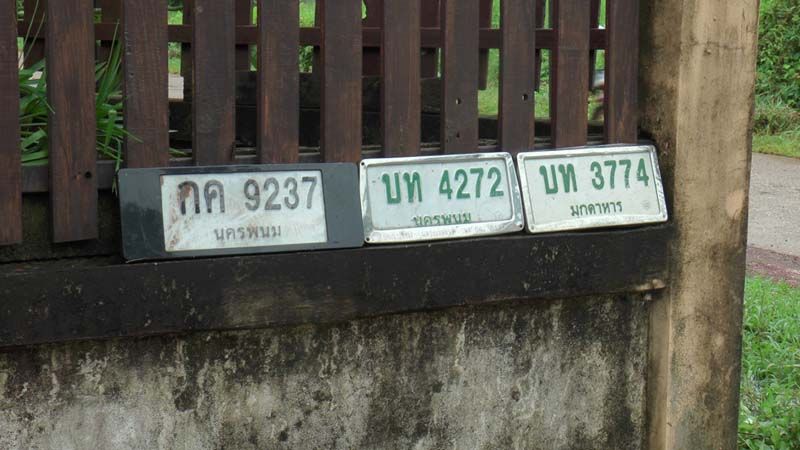 กค 9237
นครพนม
บท 4272
นครพนม
บท 3774
มุกดาหาร